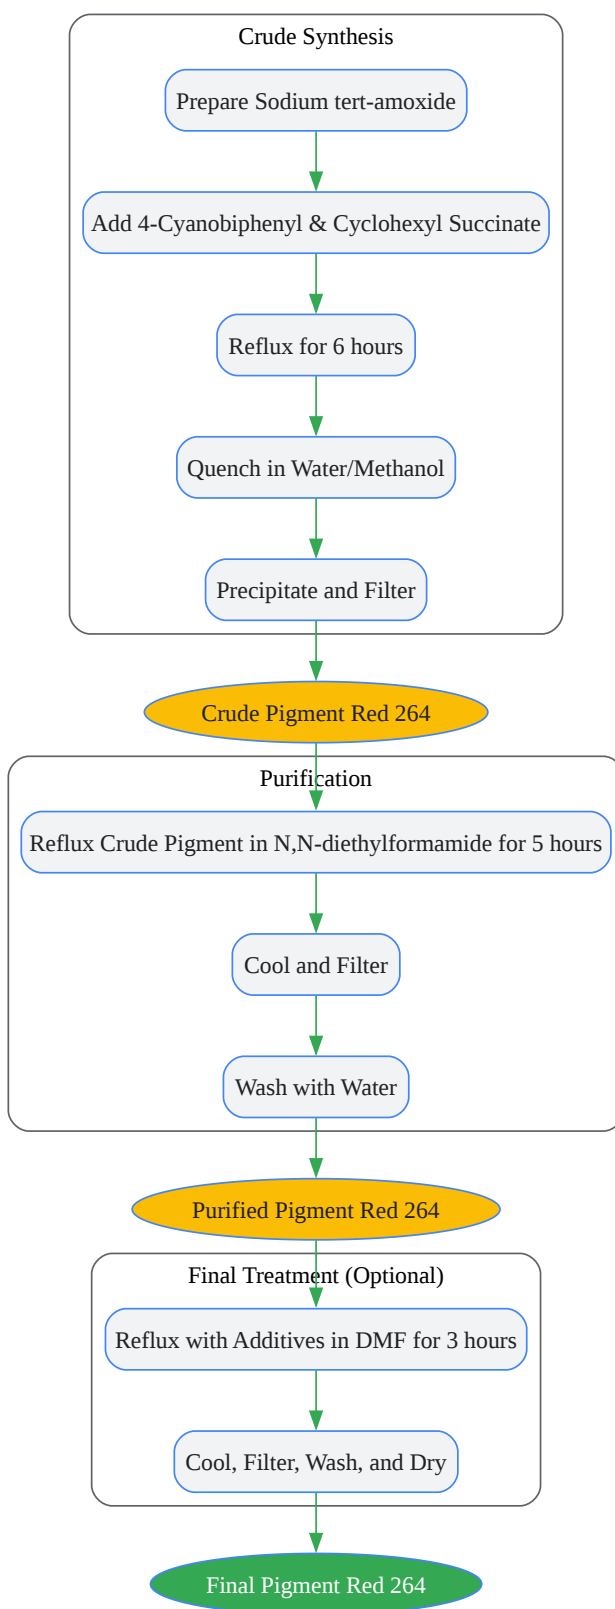 Crude Synthesis
Prepare Sodium tert-amoxide
Add 4-Cyanobiphenyl & Cyclohexyl Succinate
Reflux for 6 hours
Quench in Water/Methanol
Precipitate and Filter
Crude Pigment Red 264
Purification
Reflux Crude Pigment in N,N-diethylformamide for 5 hours
Cool and Filter
Wash with Water
Purified Pigment Red 264
Final Treatment (Optional)
Reflux with Additives in DMF for 3 hours
Cool, Filter, Wash, and Dry
Final Pigment Red 264